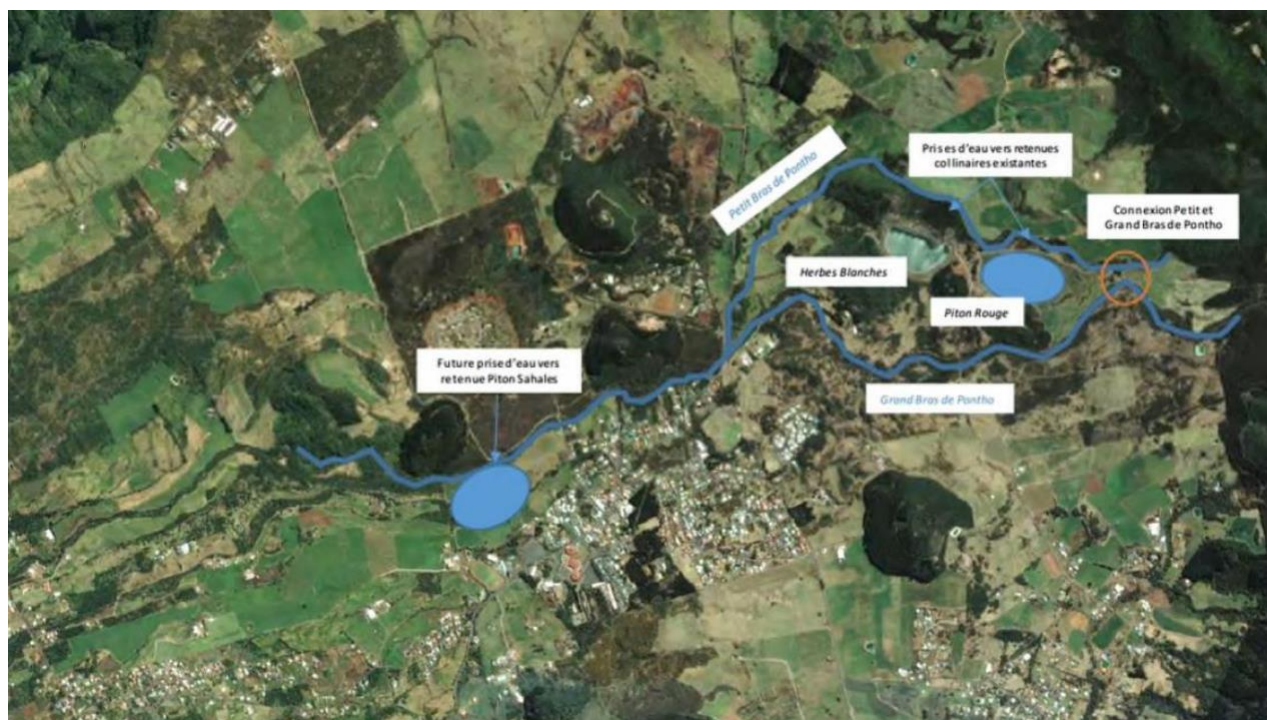 Petit Bras de Pontho
Prises d'eau vers retenues
collinaires existantes
Connexion Petit et
Grand Bras de Pontho
Herbes Blanches
Piton Rouge
Future prise d'eau vers
retenue Piton Sahales
Grand Bras de Pontho